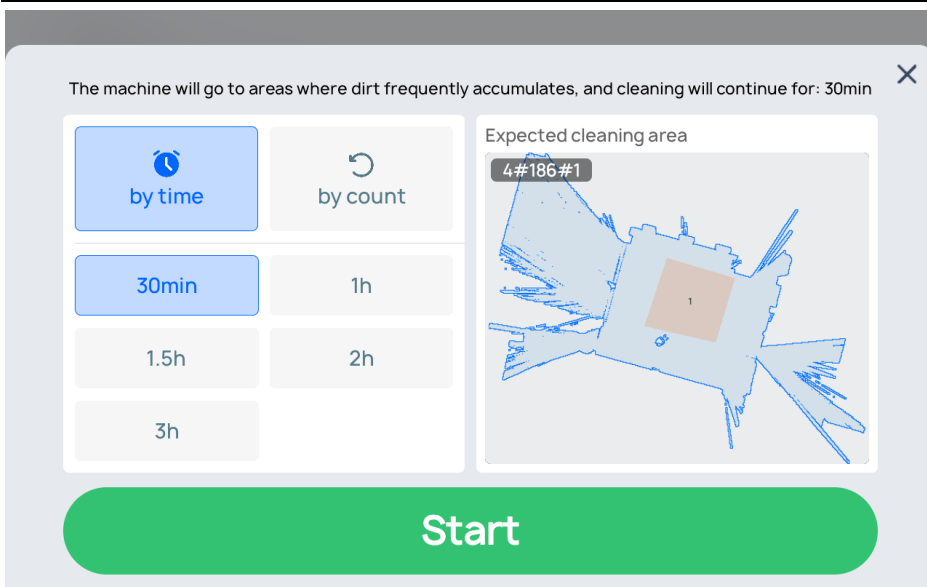 The machine will go to areas where dirt frequently accumulates, and cleaning will continue for: 30min
by time
by count
30min
1h
1.5h
2h
3h
Expected cleaning area
4#186#1
1
Start